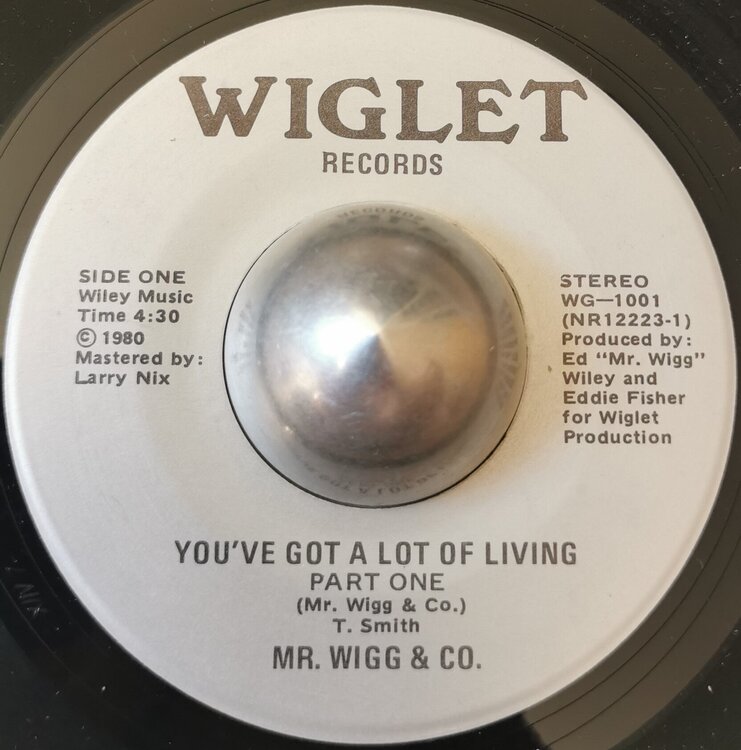 WIGLET
RECORDS
SIDE ONE
Wiley Music
Time 4:30
© 1980
Mastered by:
Larry Nix
STEREO
WG—1001
(NR12223-1)
Produced by:
Ed "Mr. Wigg"
Wiley and
Eddie Fisher
for Wiglet
Production
YOU'VE GOT A LOT OF LIVING
PART ONE
(Mr. Wigg & Co.)
T. Smith
MR. WIGG & CO.